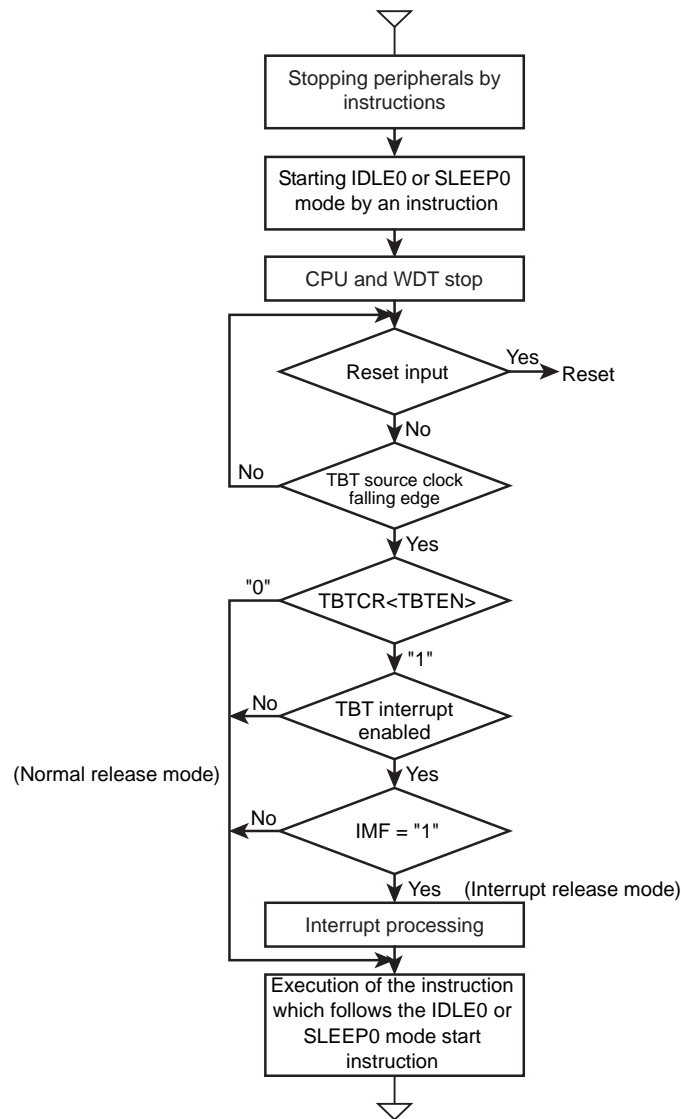 Stopping peripherals by
instructions
Starting IDLE0 or SLEEP0
mode by an instruction
CPU and WDT stop
Reset input
Yes
Reset
No
No
TBT source clock
falling edge
Yes
"0"
TBTCR<TBTEN>
"1"
No
TBT interrupt
enabled
(Normal release mode)
Yes
No
IMF = "1"
Yes
(Interrupt release mode)
Interrupt processing
Execution of the instruction
which follows the IDLE0 or
SLEEP0 mode start
instruction